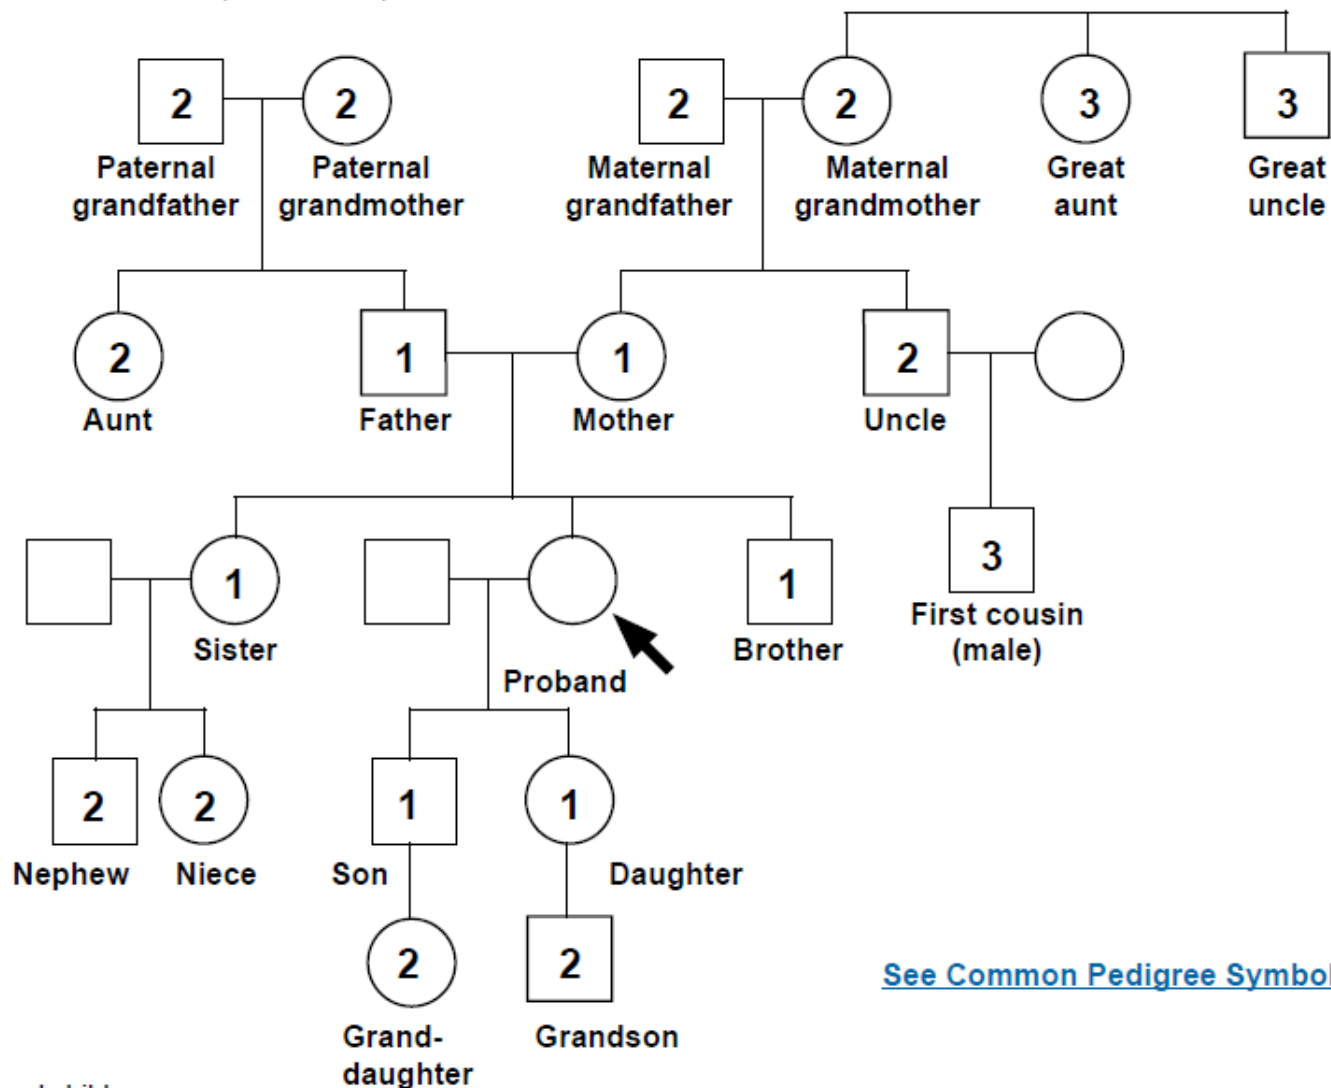 2 2 2 2 3 3
Paternal grandfather
Paternal grandmother
Maternal grandfather
Maternal grandmother
Great aunt
Great uncle
2 1 1 2
Aunt
Father
Mother
Uncle
1 1 3
Sister
Proband
Brother
First cousin
(male)
2 2 1 1
Nephew
Niece
Son
Daughter
2 2
Grand-
daughter
Grandson
See Common Pedigree Symbol